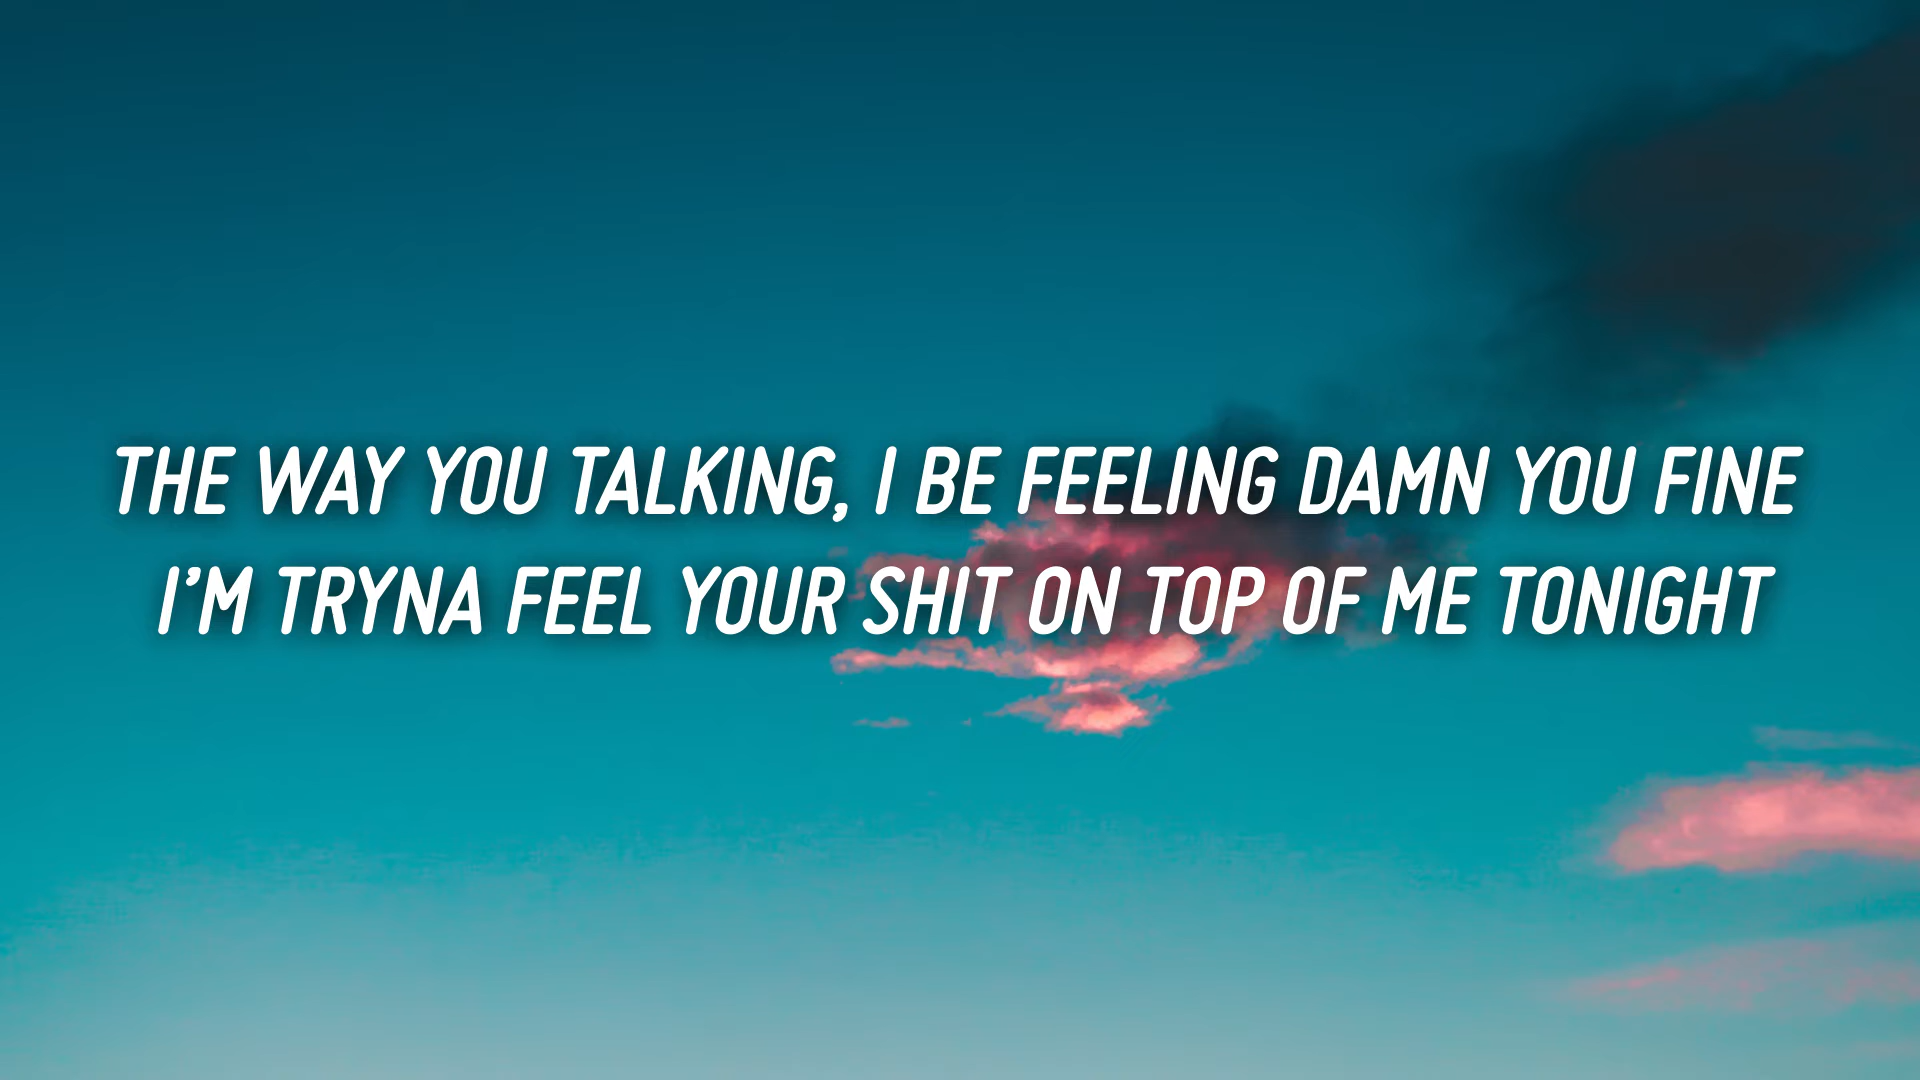 THE WAY YOU TALKING, I BE FEELING DAMN YOU FINE
I’M TRYNA FEEL YOUR SHIT ON TOP OF ME TONIGHT